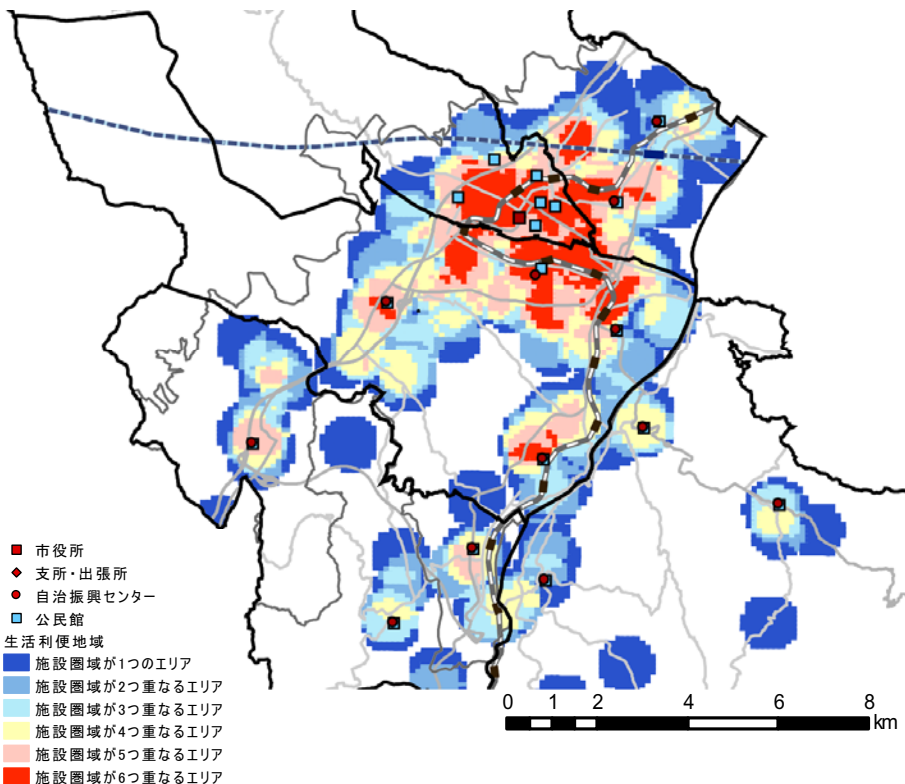 市役所
支所・出張所
自治振興センター
公民館
生活利便地域
施設圏域が1つのエリア
施設圏域が2つ重なるエリア
施設圏域が3つ重なるエリア
施設圏域が4つ重なるエリア
施設圏域が5つ重なるエリア
施設圏域が6つ重なるエリア
0 1 2 4 6 8
km